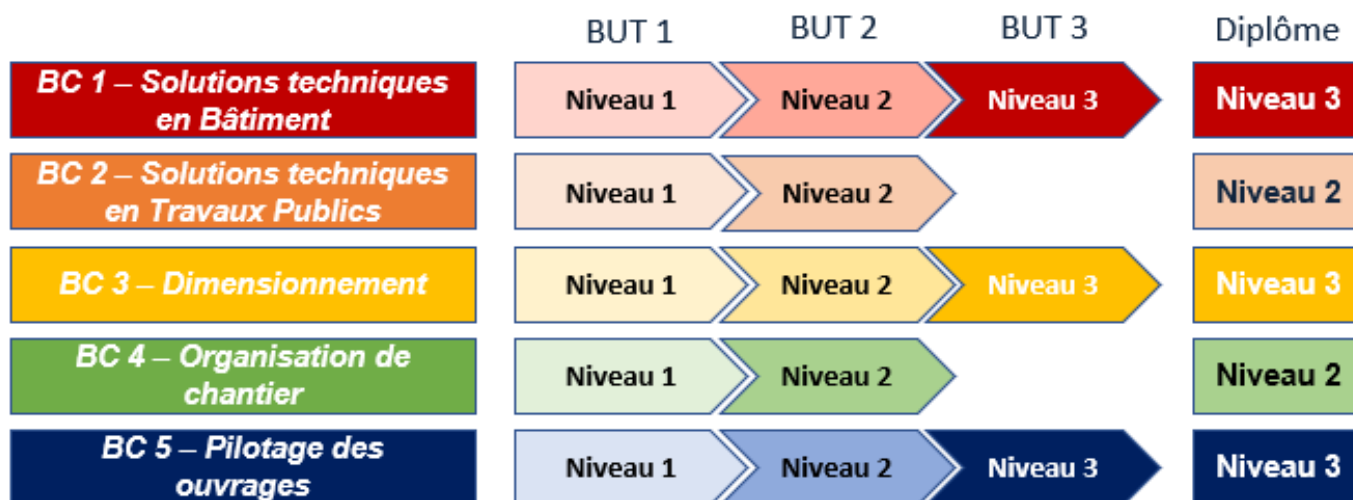 BUT 1 BUT 2 BUT 3 Diplôme
BC 1 – Solutions techniques
en Bâtiment
Niveau 1 Niveau 2 Niveau 3 Niveau 3
BC 2 – Solutions techniques
en Travaux Publics
Niveau 1 Niveau 2 Niveau 2
BC 3 – Dimensionnement Niveau 1 Niveau 2 Niveau 3 Niveau 3
BC 4 – Organisation de
chantier
Niveau 1 Niveau 2 Niveau 2
BC 5 – Pilotage des
ouvrages
Niveau 1 Niveau 2 Niveau 3 Niveau 3